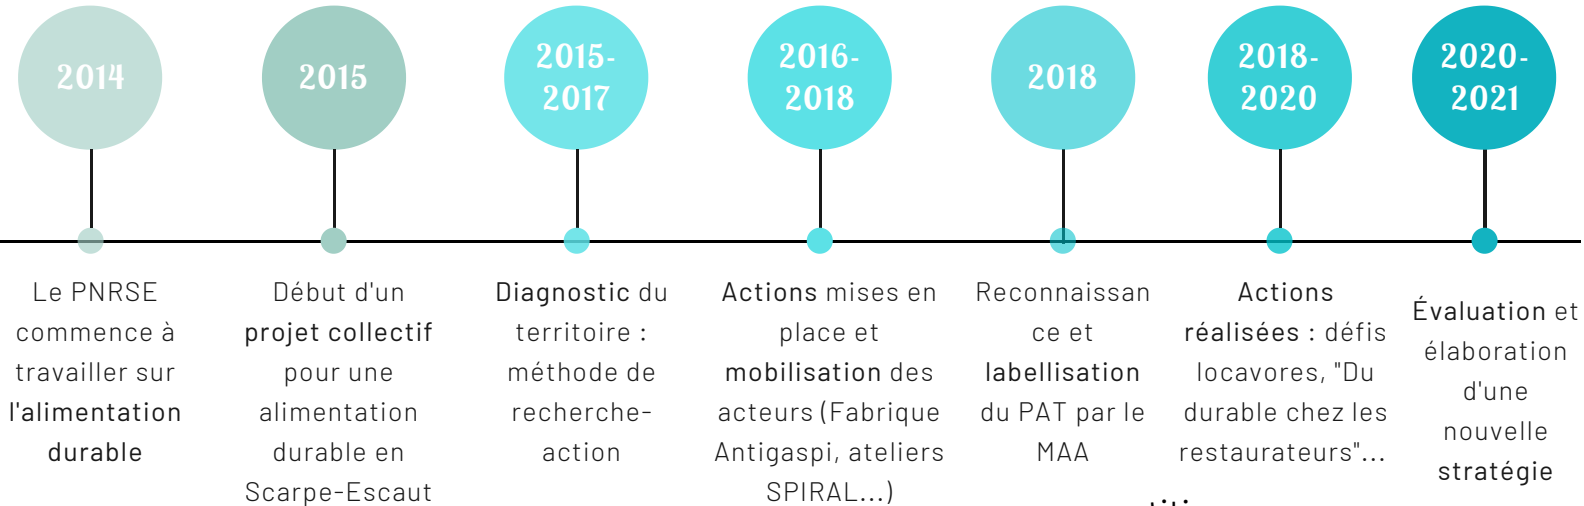 2014
2015
2015-
2017
2016-
2018
2018
2018-
2020
2020-
2021
Le PNRSE
commence à
travailler sur
l'alimentation
durable
Début d'un
projet collectif
pour une
alimentation
durable en
Scarpe-Escaut
Diagnostic du
territoire :
méthode de
recherche-
action
Actions mises en
place et
mobilisation des
acteurs (Fabrique
Antigaspi, ateliers
SPIRAL...)
Reconnaissan
ce et
labellisation
du PAT par le
MAA
Actions
réalisées : défis
locavores, "Du
durable chez les
restaurateurs"...
Évaluation et
élaboration
d'une
nouvelle
stratégie